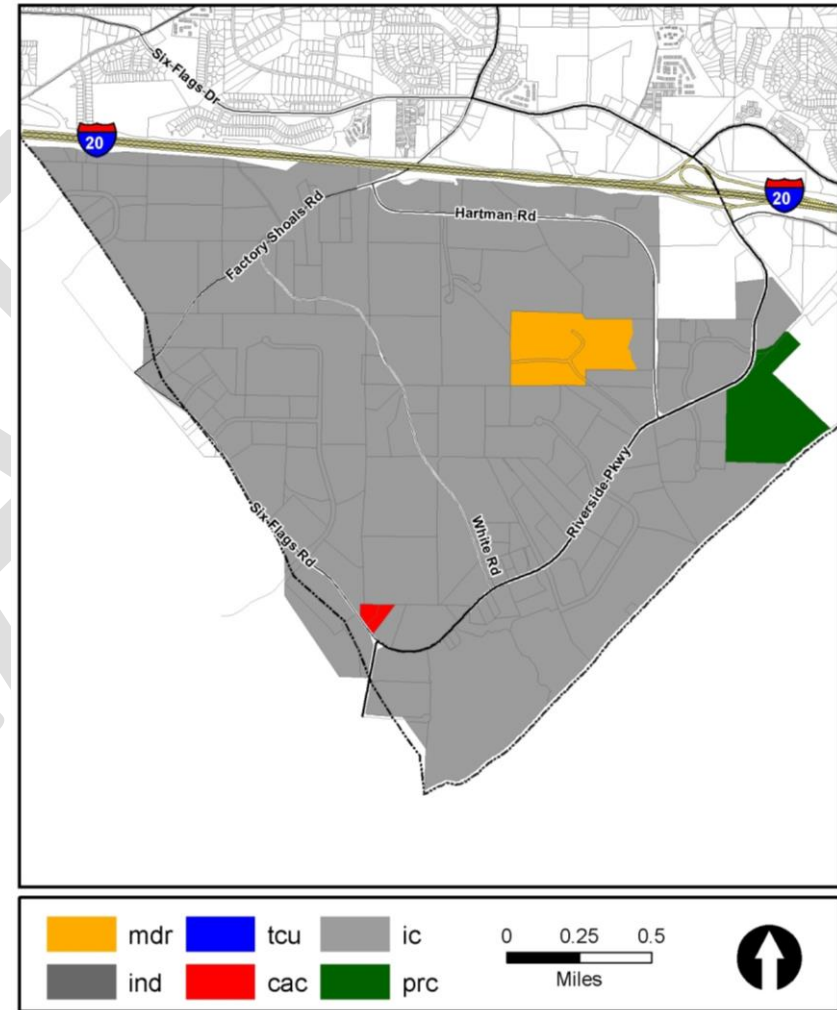 Six-Flags-Dr
20
20
Factory Shoals Rd
Hartman-Rd
Six-Flags Rd
White Rd
Riverside-Pkwy
mdr
tcu
ic
0 0.25 0.5
Miles
ind
cac
prc